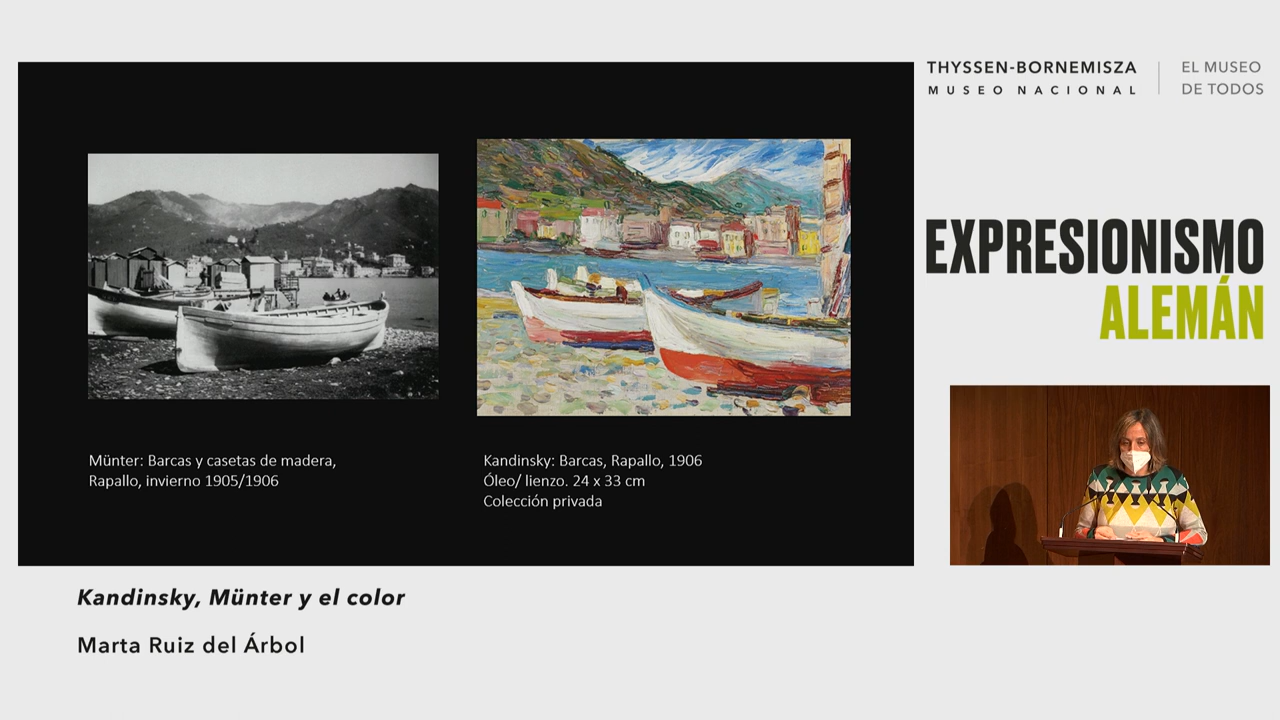 THYSSEN-BORNEMISZA
MUSEO NACIONAL
EL MUSEO
DE TODOS
EXPRESIONISMO
ALEMÁN
Münter: Barcas y casetas de madera,
Rapallo, invierno 1905/1906
Kandinsky: Barcas, Rapallo, 1906
Óleo/ lienzo. 24 x 33 cm
Colección privada
Kandinsky, Münter y el color
Marta Ruiz del Árbol